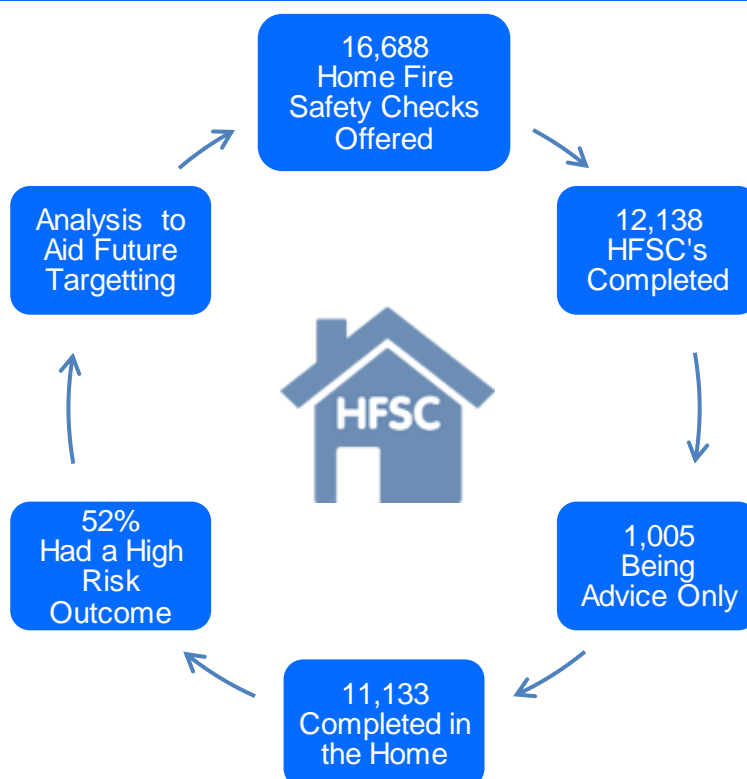 16,688
Home Fire
Safety Checks
Offered
12,138
HFSC's
Completed
1,005
Being
Advice Only
11,133
Completed in
the Home
52%
Had a High
Risk
Outcome
Analysis to
Aid Future
Targetting
HFSC